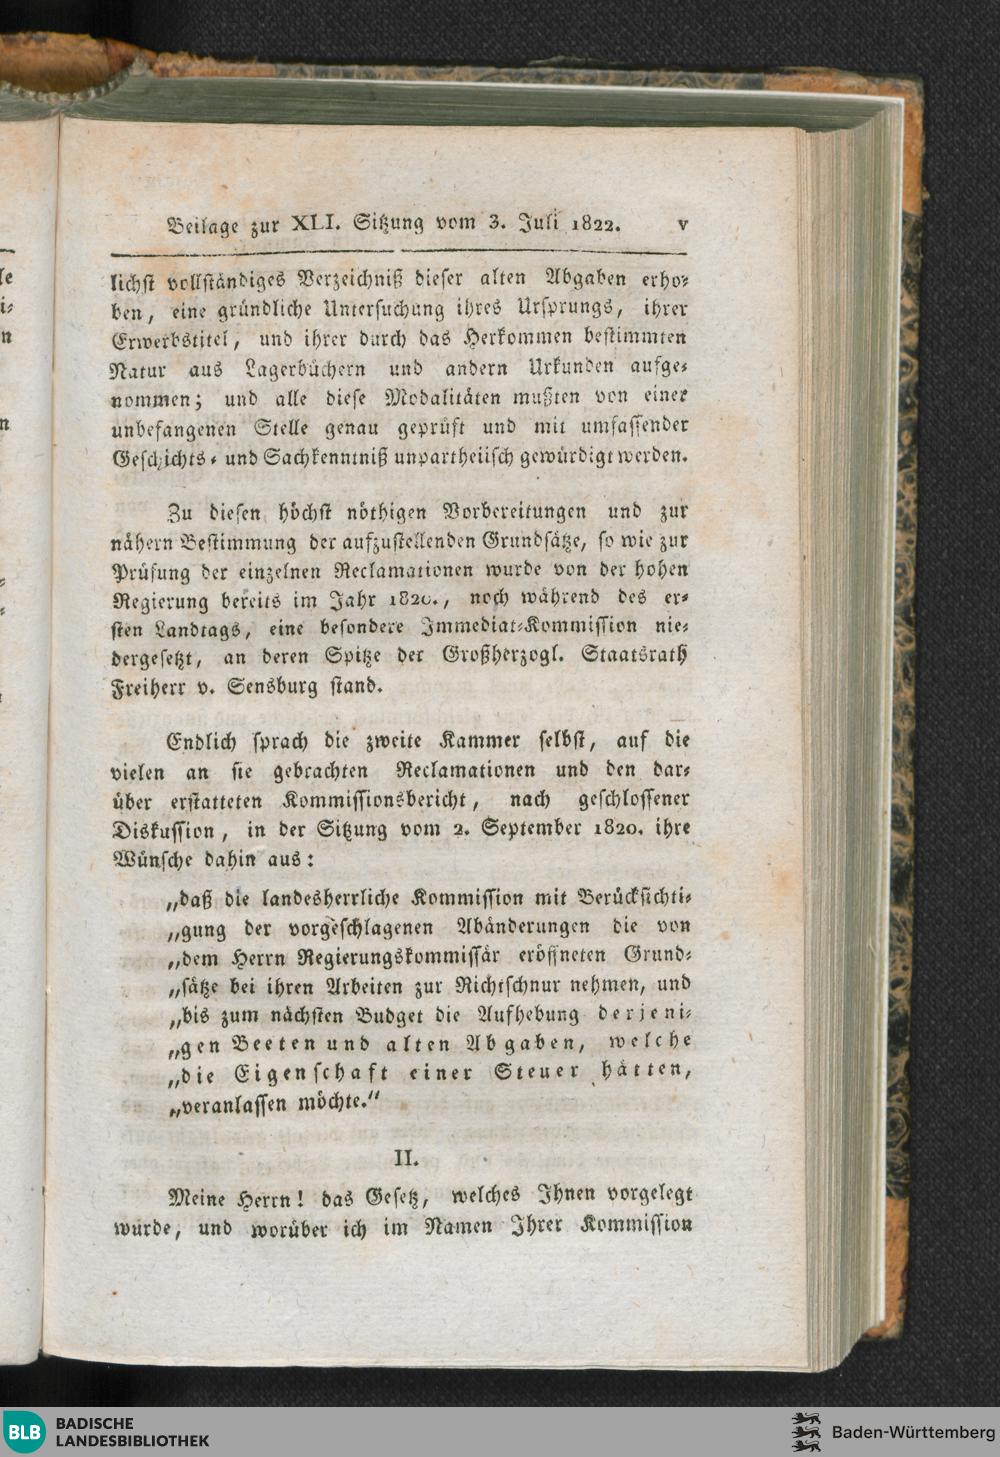 Beilage zur XLI. Sitzung vom 3. Juli 1822. v
lichst vollständiges Verzeichniß dieser alten Abgaben erho-
ben, eine gründliche Untersuchung ihres Ursprungs, ihrer
Erwerbstitel, und ihrer durch das Herkommen bestimmten
Natur aus Lagerbüchern und andern Urkunden aufge-
nommen; und alle diese Modalitäten mußten von einer
unbefangenen Stelle genau geprüft und mit umfassender
Geschichts- und Sachkenntniß unpartheiisch gewürdigt werden.
Zu diesen höchst nöthigen Vorbereitungen und zur
nähern Bestimmung der aufzustellenden Grundsätze, so wie zur
Prüfung der einzelnen Reclamationen wurde von der hohen
Regierung bereits im Jahr 1820., noch während des er-
sten Landtags, eine besondere Immediat-Kommission nie-
dergesetzt, an deren Spitze der Großherzogl. Staatsrath
Freiherr v. Sensburg stand.
Endlich sprach die zweite Kammer selbst, auf die
vielen an sie gebrachten Reclamationen und den dar-
über erstatteten Kommissionsbericht, nach geschlossener
Diskussion, in der Sitzung vom 2. September 1820. ihre
Wünsche dahin aus:
„daß die landesherrliche Kommission mit Berücksichti-
„gung der vorgeschlagenen Abänderungen die von
„dem Herrn Regierungskommissär eröffneten Grund-
„sätze bei ihren Arbeiten zur Richtschnur nehmen, und
„bis zum nächsten Budget die Aufhebung derjeni-
„gen Beeten und alten Abgaben, welche
„die Eigenschaft einer Steuer hätten,
„veranlassen möchte.“
II.
Meine Herrn! das Gesetz, welches Ihnen vorgelegt
wurde, und worüber ich im Namen Ihrer Kommission
BLB BADISCHE
LANDESBIBLIOTHEK
Baden-Württemberg